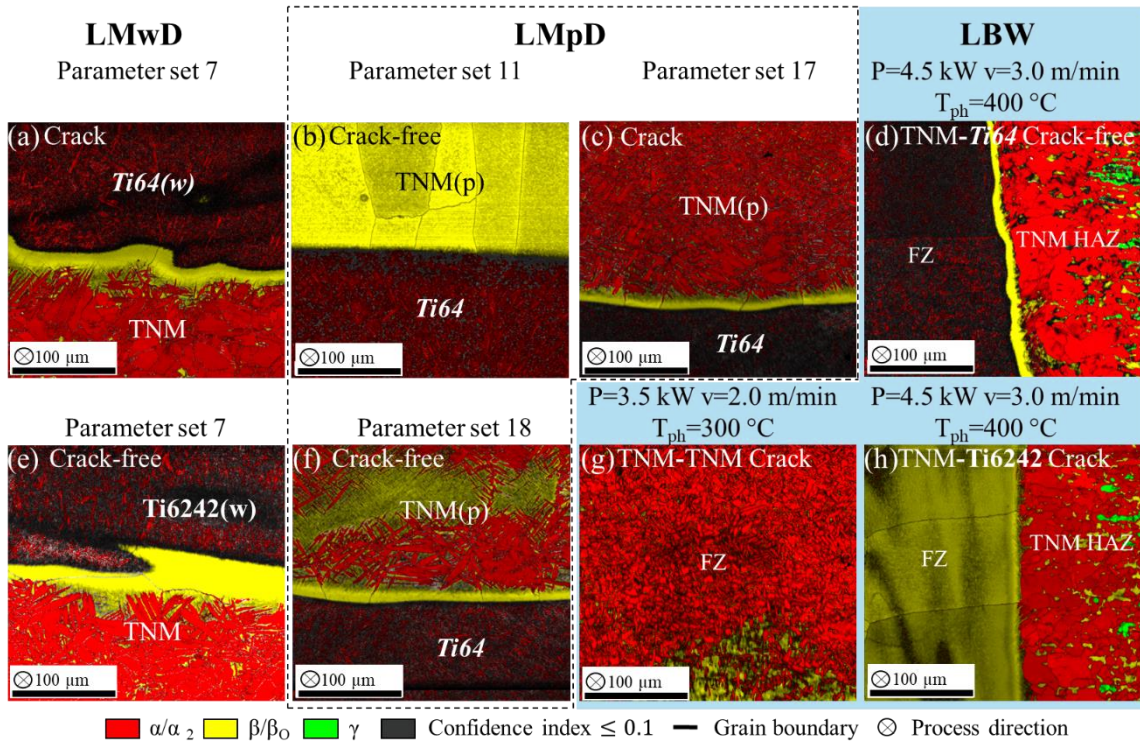 LMwD
LMpD
LBW
Parameter set 7
Parameter set 11
Parameter set 17
P=4.5 kW v=3.0 m/min
T_ph=400 °C
(a) Crack
Ti64(w)
TNM
⊗100 µm
(b) Crack-free
TNM(p)
Ti64
⊗100 µm
(c) Crack
TNM(p)
Ti64
⊗100 µm
(d) TNM-Ti64 Crack-free
FZ
TNM HAZ
⊗100 µm
Parameter set 7
Parameter set 18
P=3.5 kW v=2.0 m/min
T_ph=300 °C
P=4.5 kW v=3.0 m/min
T_ph=400 °C
(e) Crack-free
Ti6242(w)
TNM
⊗100 µm
(f) Crack-free
TNM(p)
Ti64
⊗100 µm
(g) TNM-TNM Crack
FZ
⊗100 µm
(h) TNM-Ti6242 Crack
FZ
TNM HAZ
⊗100 µm
α/α₂ β/β_O γ Confidence index ≤ 0.1 Grain boundary ⊗ Process direction